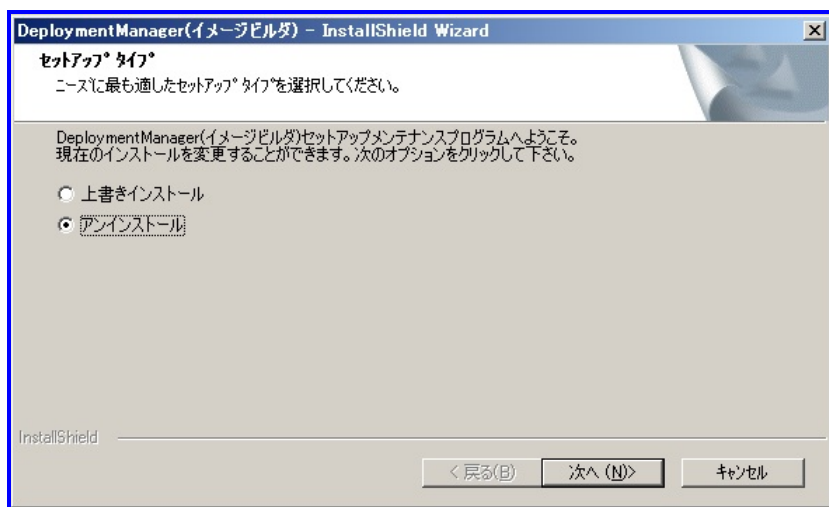 DeploymentManager(イメージビルダ) - InstallShield Wizard
セットアップ タイプ
ニーズに最も適したセットアップ タイプを選択してください。
DeploymentManager(イメージビルダ)セットアップメンテナンスプログラムへようこそ。
現在のインストールを変更することができます。次のオプションをクリックして下さい。
上書きインストール
アンインストール
InstallShield
< 戻る(B)
次へ (N)>
キャンセル